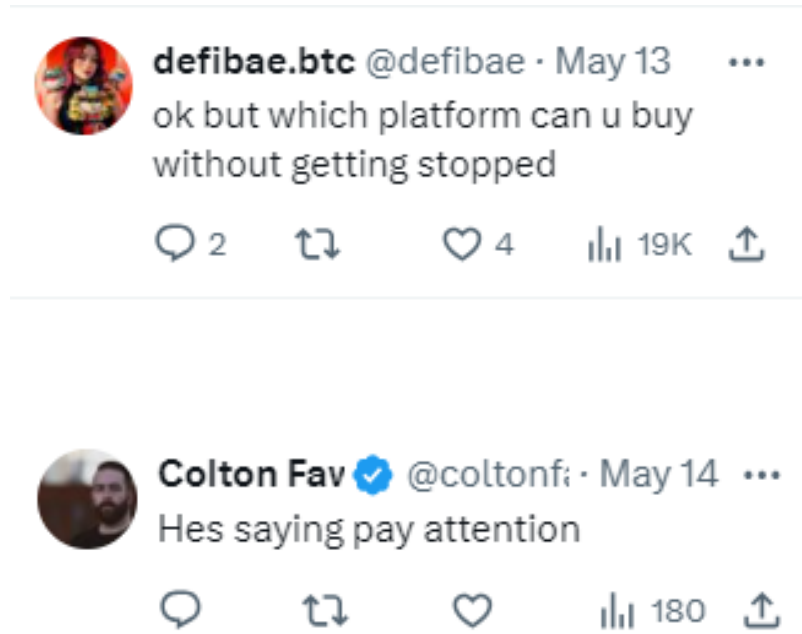 defibae.btc @defibae · May 13
ok but which platform can u buy
without getting stopped
2 4 19K
Colton Fav @coltonf · May 14
Hes saying pay attention
180